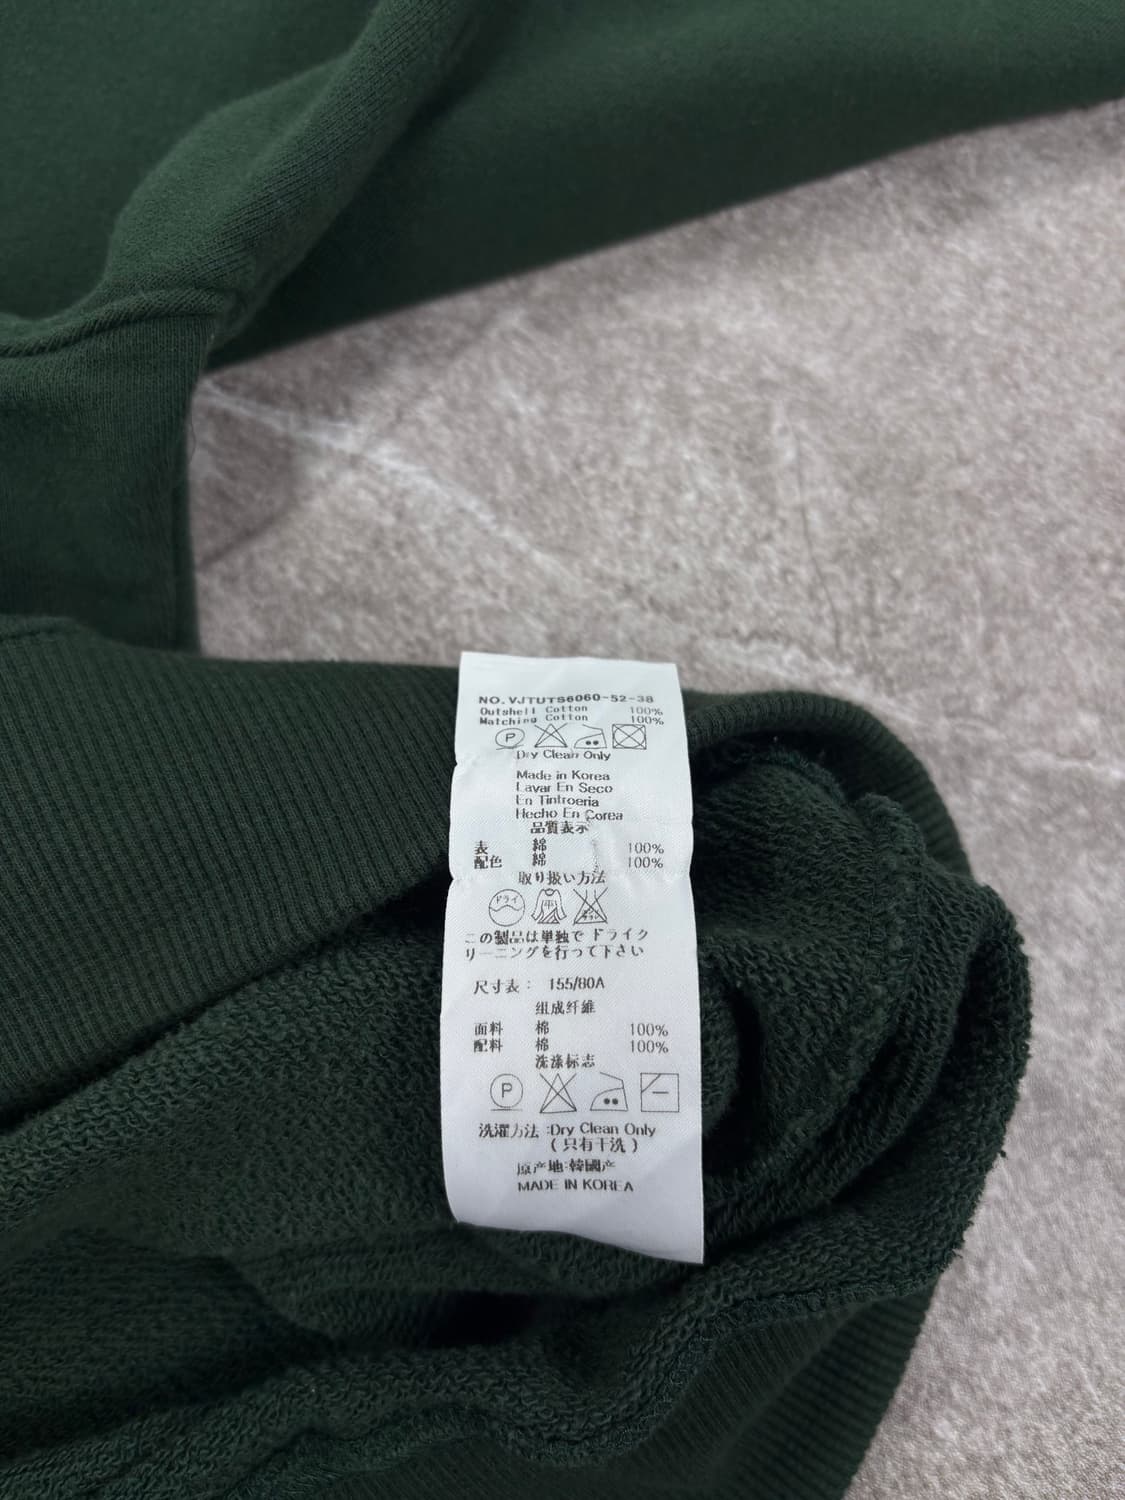 NO. VJTUTS6060-52-38
Outshell Cotton 100%
Matching Cotton 100%
P
Dry Clean Only
Made in Korea
Lavar En Seco
En Tintroeria
Hecho En Corea
品質表示
表 綿 100%
配色 綿 100%
取り扱い方法
ドライ 平
この製品は単独で ドライク
リーニングを行って下さい
尺寸表: 155/80A
组成纤维
面料 棉 100%
配料 棉 100%
洗涤标志
P
洗濯方法:Dry Clean Only
(只有干洗)
原产地:韓國产
MADE IN KOREA